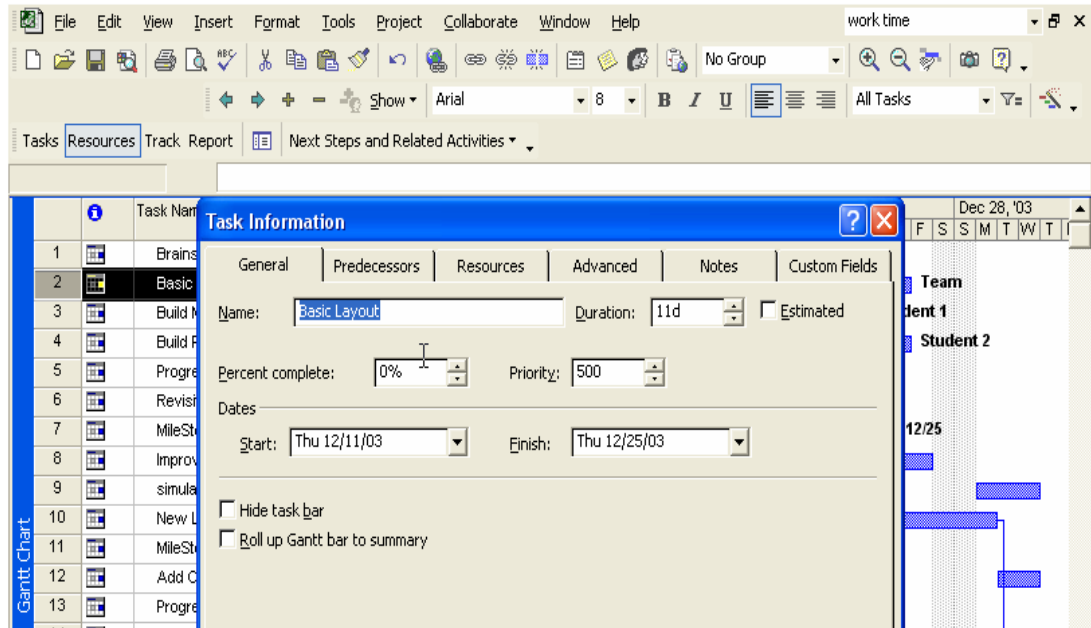 File Edit View Insert Format Tools Project Collaborate Window Help work time
ABC No Group
Show Arial 8 B I U All Tasks
Tasks Resources Track Report Next Steps and Related Activities
Task Nam Task Information Dec 28, '03
F S S M T W T
1 Brains
General Predecessors Resources Advanced Notes Custom Fields
2 Basic Team
3 Build Name: Basic Layout Duration: 11d Estimated dent 1
4 Build Student 2
5 Progre Percent complete: 0% Priority: 500
6 Revisi Dates
7 MileSt Start: Thu 12/11/03 Finish: Thu 12/25/03 12/25
8 Improv
9 simula
10 New L Hide task bar
11 MileSt Roll up Gantt bar to summary
12 Add C
13 Progre
Gantt Chart